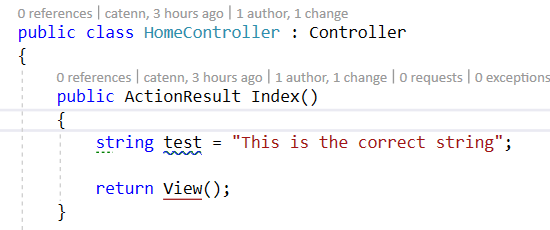 0 references | catenn, 3 hours ago | 1 author, 1 change
public class HomeController : Controller
{
0 references | catenn, 3 hours ago | 1 author, 1 change | 0 requests | 0 exceptions
public ActionResult Index()
{
string test = "This is the correct string";
return View();
}